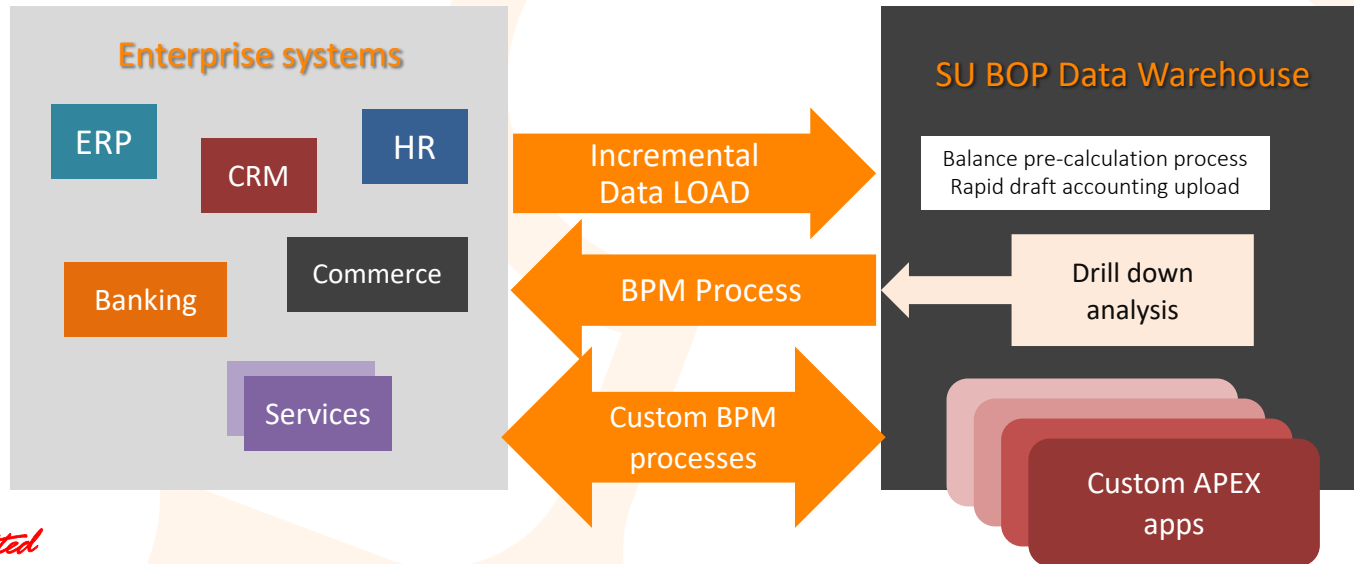 Enterprise systems
ERP
CRM
HR
Banking
Commerce
Services
Incremental
Data LOAD
BPM Process
Custom BPM
processes
SU BOP Data Warehouse
Balance pre-calculation process
Rapid draft accounting upload
Drill down
analysis
Custom APEX
apps